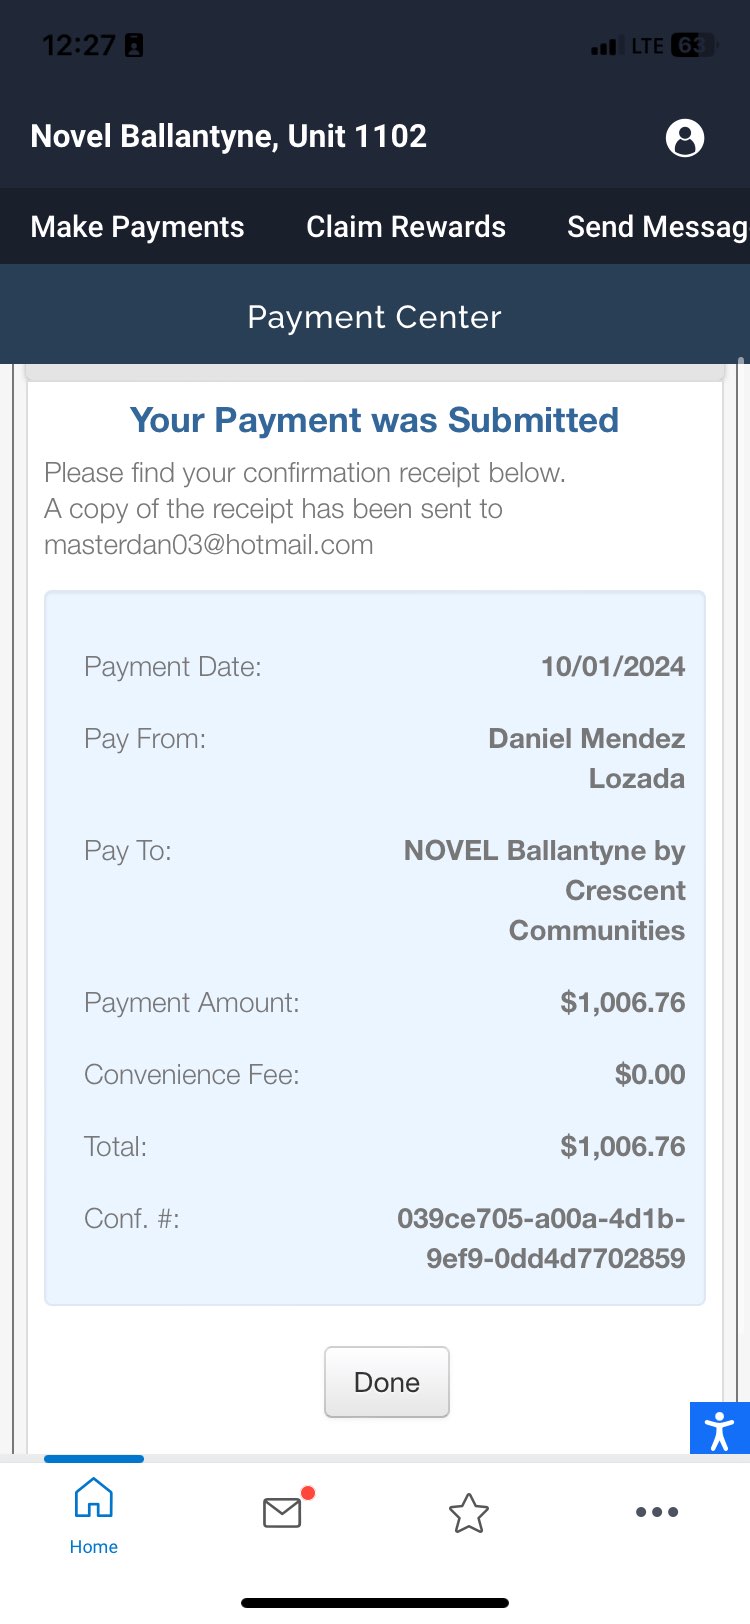 12:27
LTE 63
Novel Ballantyne, Unit 1102
Make Payments Claim Rewards Send Messag
Payment Center
Your Payment was Submitted
Please find your confirmation receipt below.
A copy of the receipt has been sent to
masterdan03@hotmail.com
Payment Date: 10/01/2024
Pay From: Daniel Mendez
Lozada
Pay To: NOVEL Ballantyne by
Crescent
Communities
Payment Amount: $1,006.76
Convenience Fee: $0.00
Total: $1,006.76
Conf. #: 039ce705-a00a-4d1b-
9ef9-0dd4d7702859
Done
Home